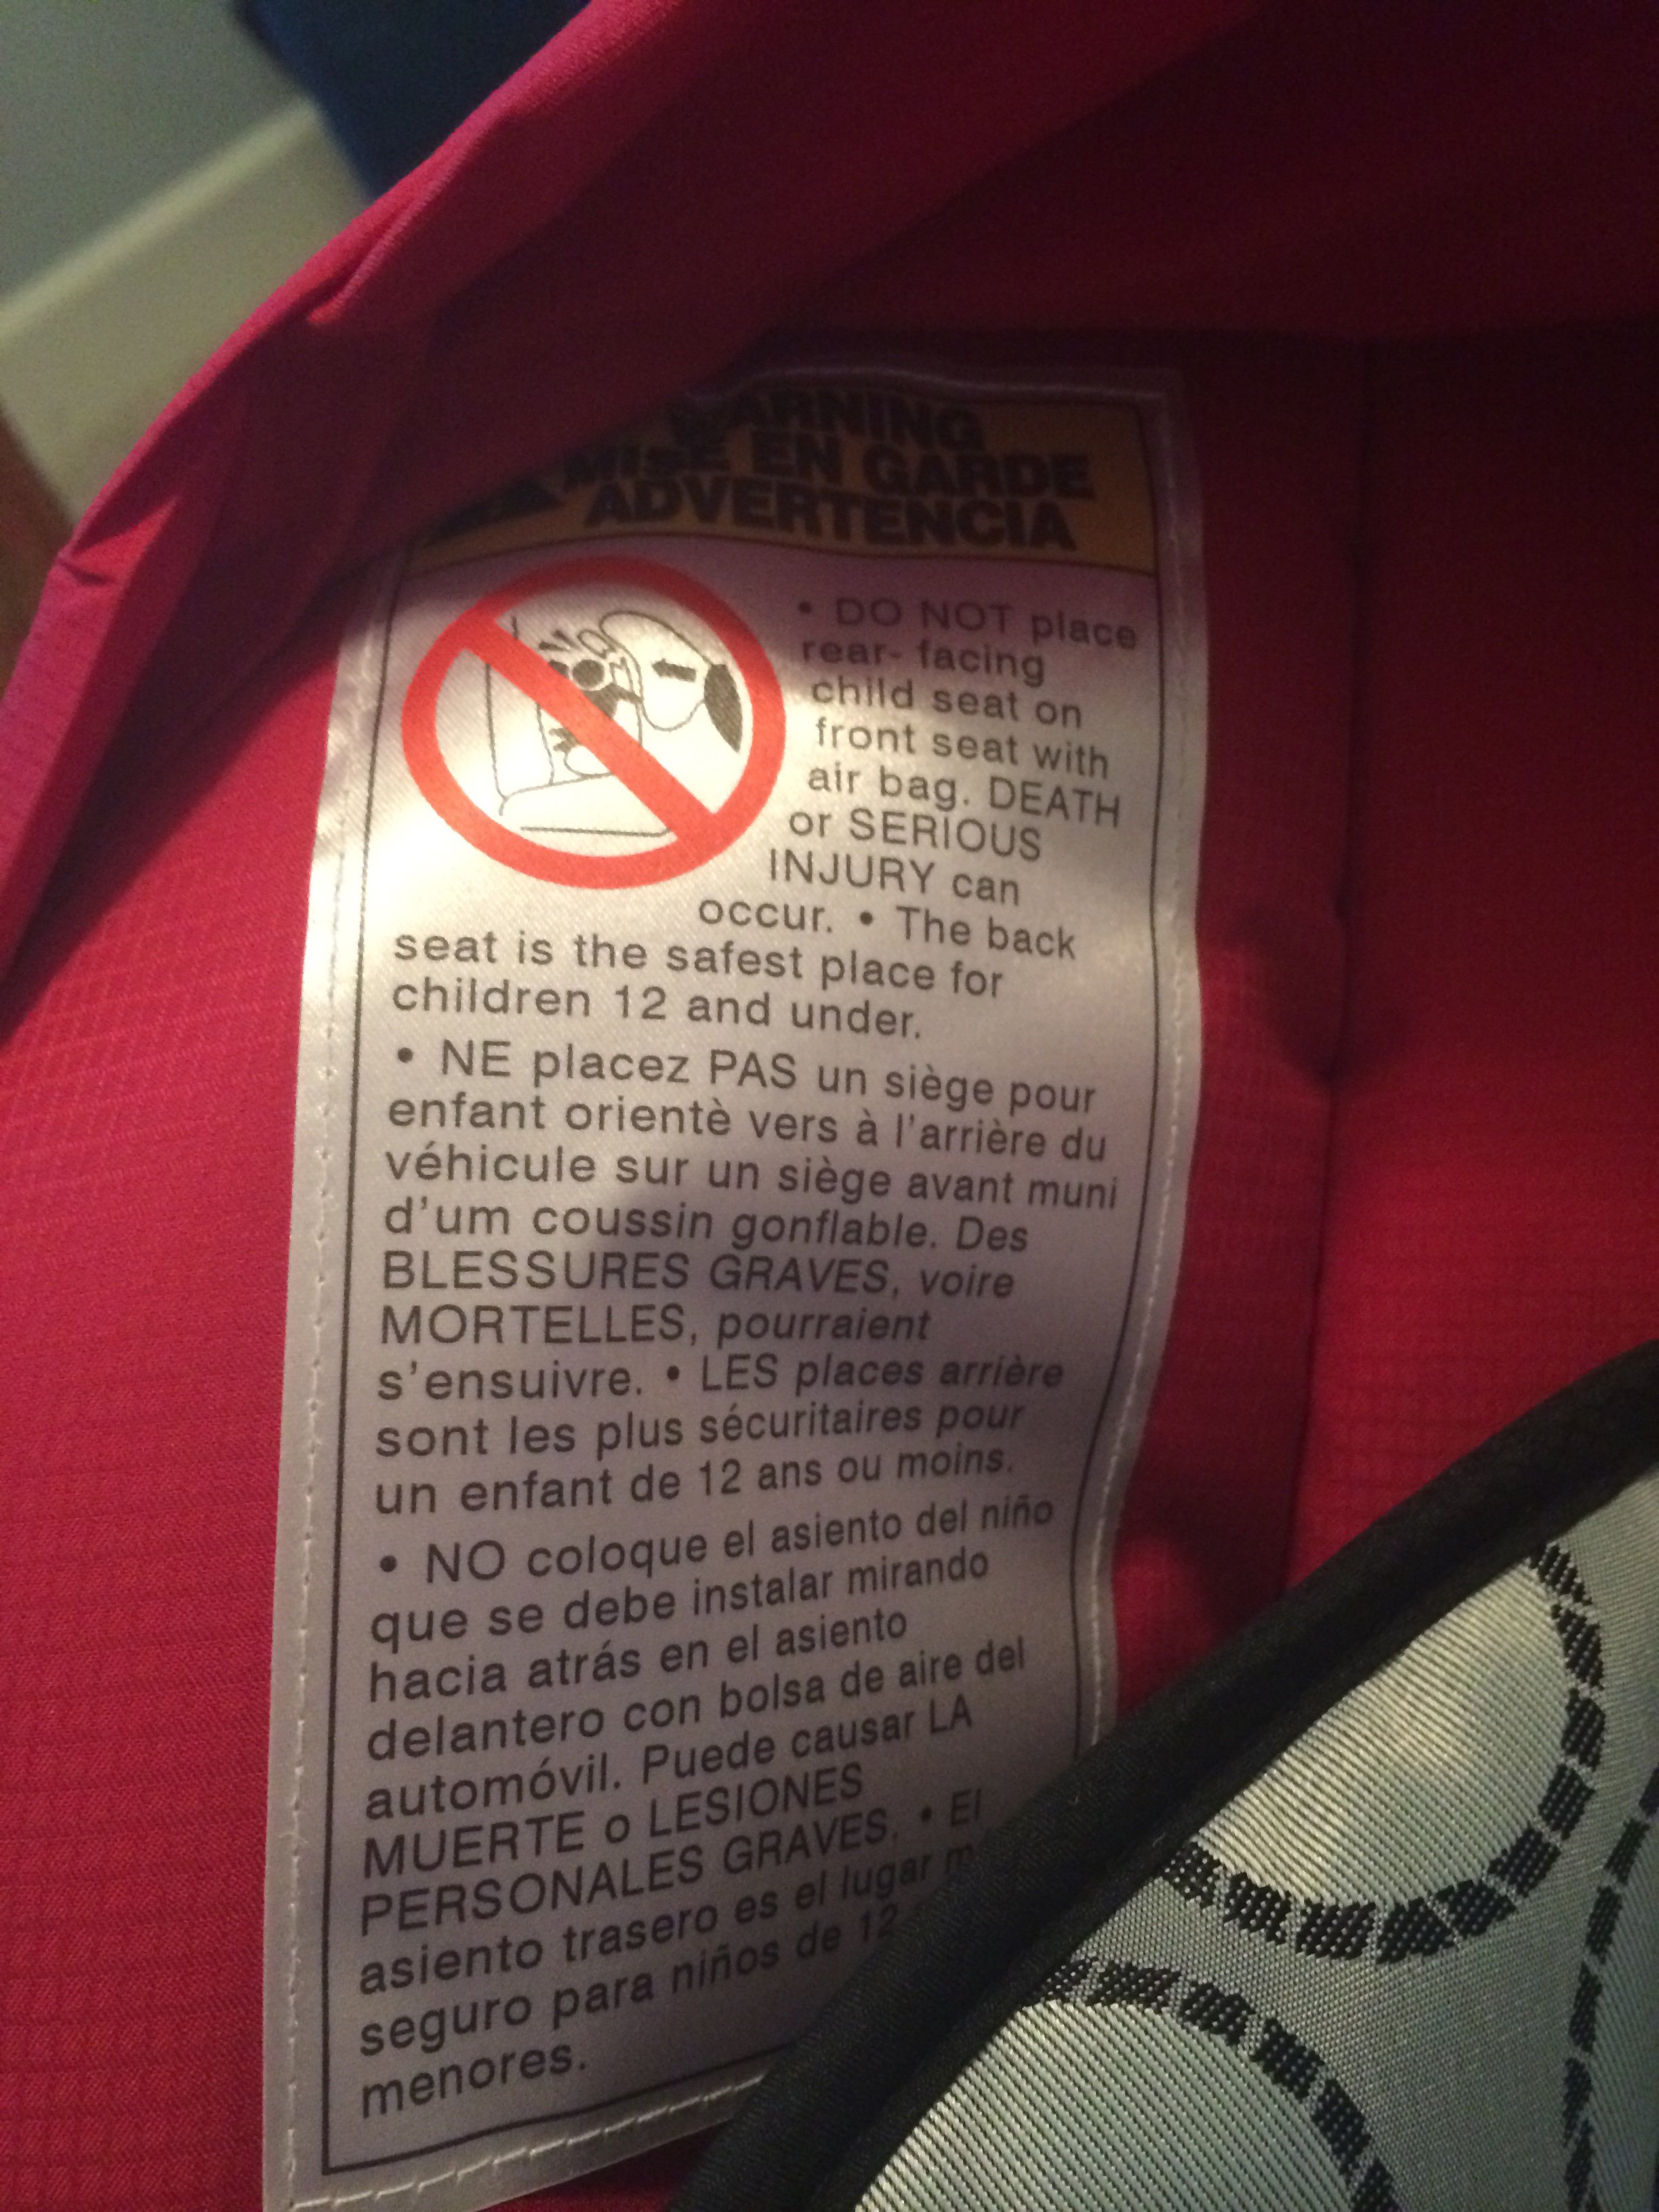 WARNING
MISE EN GARDE
ADVERTENCIA
• DO NOT place
rear- facing
child seat on
front seat with
air bag. DEATH
or SERIOUS
INJURY can
occur. • The back
seat is the safest place for
children 12 and under.
• NE placez PAS un siège pour
enfant orientè vers à l'arrière du
véhicule sur un siège avant muni
d'um coussin gonflable. Des
BLESSURES GRAVES, voire
MORTELLES, pourraient
s'ensuivre. • LES places arrière
sont les plus sécuritaires pour
un enfant de 12 ans ou moins.
• NO coloque el asiento del niño
que se debe instalar mirando
hacia atrás en el asiento
delantero con bolsa de aire del
automóvil. Puede causar LA
MUERTE o LESIONES
PERSONALES GRAVES. • El
asiento trasero es el lugar
seguro para niños de 12
menores.